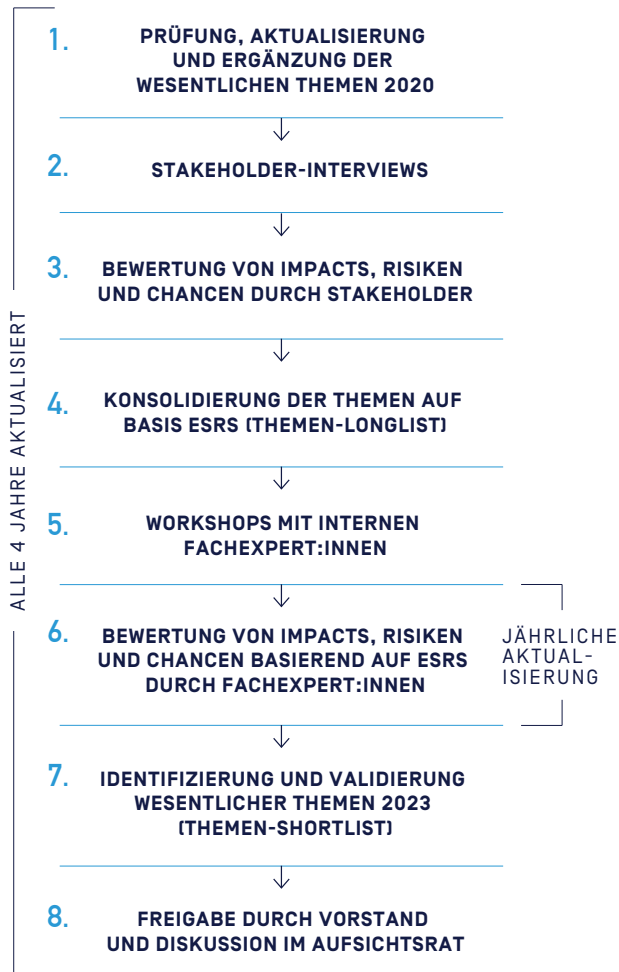 1. PRÜFUNG, AKTUALISIERUNG
UND ERGÄNZUNG DER
WESENTLICHEN THEMEN 2020
2. STAKEHOLDER-INTERVIEWS
3. BEWERTUNG VON IMPACTS, RISIKEN
UND CHANCEN DURCH STAKEHOLDER
4. KONSOLIDIERUNG DER THEMEN AUF
BASIS ESRS (THEMEN-LONGLIST)
5. WORKSHOPS MIT INTERNEN
FACHEXPERT:INNEN
6. BEWERTUNG VON IMPACTS, RISIKEN
UND CHANCEN BASIEREND AUF ESRS
DURCH FACHEXPERT:INNEN
JÄHRLICHE
AKTUAL-
ISIERUNG
7. IDENTIFIZIERUNG UND VALIDIERUNG
WESENTLICHER THEMEN 2023
(THEMEN-SHORTLIST)
8. FREIGABE DURCH VORSTAND
UND DISKUSSION IM AUFSICHTSRAT
ALLE 4 JAHRE AKTUALISIERT